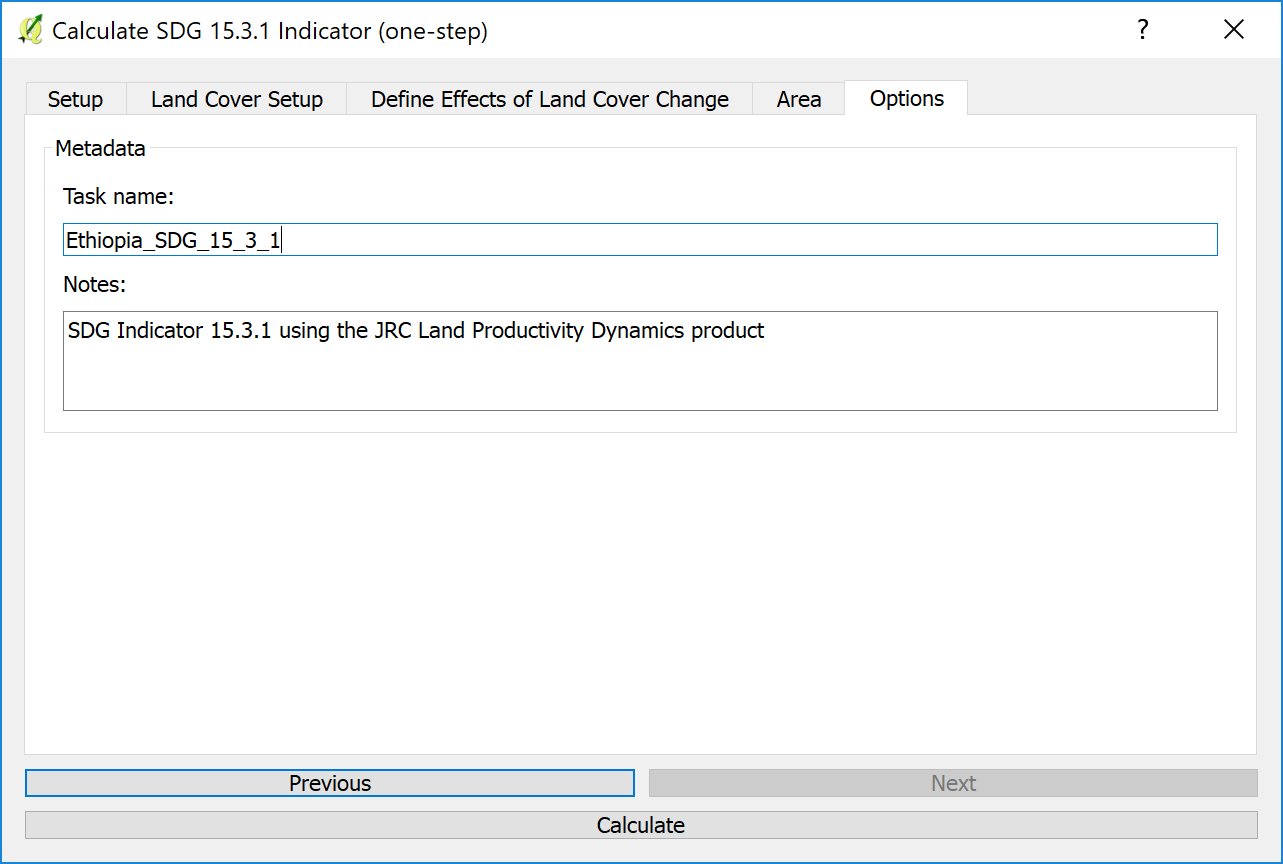 Calculate SDG 15.3.1 Indicator (one-step)
?
Setup
Land Cover Setup
Define Effects of Land Cover Change
Area
Options
Metadata
Task name:
Ethiopia_SDG_15_3_1
Notes:
SDG Indicator 15.3.1 using the JRC Land Productivity Dynamics product
Previous
Next
Calculate